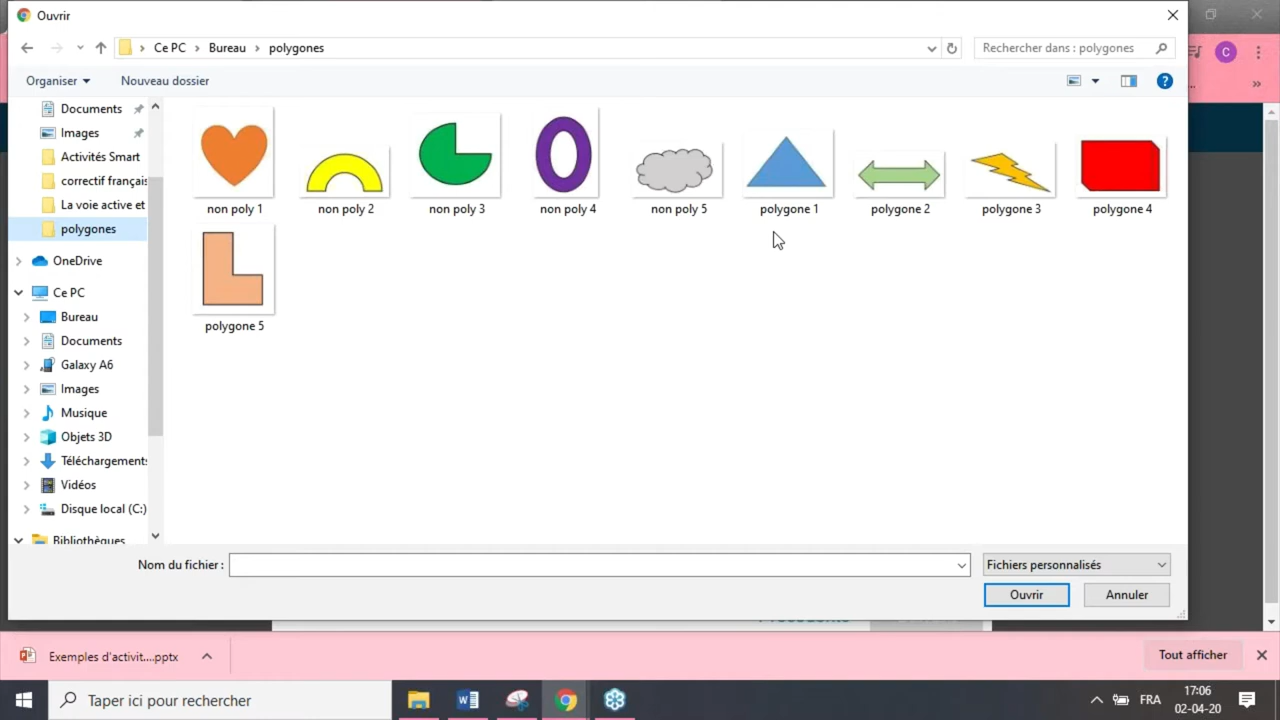 Ouvrir
Ce PC > Bureau > polygones
Rechercher dans : polygones
C
Organiser
Nouveau dossier
?
Documents
Images
Activités Smart
correctif françai
La voie active et
polygones
OneDrive
Ce PC
Bureau
Documents
Galaxy A6
Images
Musique
Objets 3D
Téléchargement
Vidéos
Disque local (C:)
Bibliothèques
non poly 1
non poly 2
non poly 3
non poly 4
non poly 5
polygone 1
polygone 2
polygone 3
polygone 4
polygone 5
Nom du fichier :
Fichiers personnalisés
Ouvrir
Annuler
Exemples d'activit....pptx
Tout afficher
Taper ici pour rechercher
FRA
17:06
02-04-20